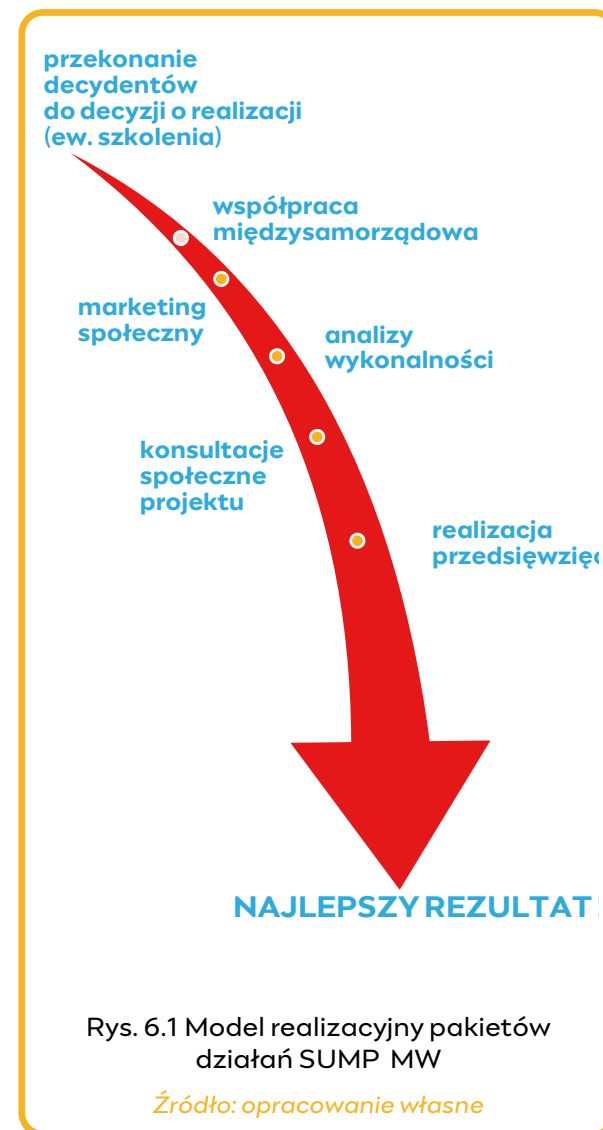 przekonanie
decydentów
do decyzji o realizacji
(ew. szkolenia)
współpraca
międzysamorządowa
marketing
społeczny
analizy
wykonalności
konsultacje
społeczne
projektu
realizacja
przedsięwzięć
NAJLEPSZY REZULTAT!
Rys. 6.1 Model realizacyjny pakietów
działań SUMP MW
Źródło: opracowanie własne